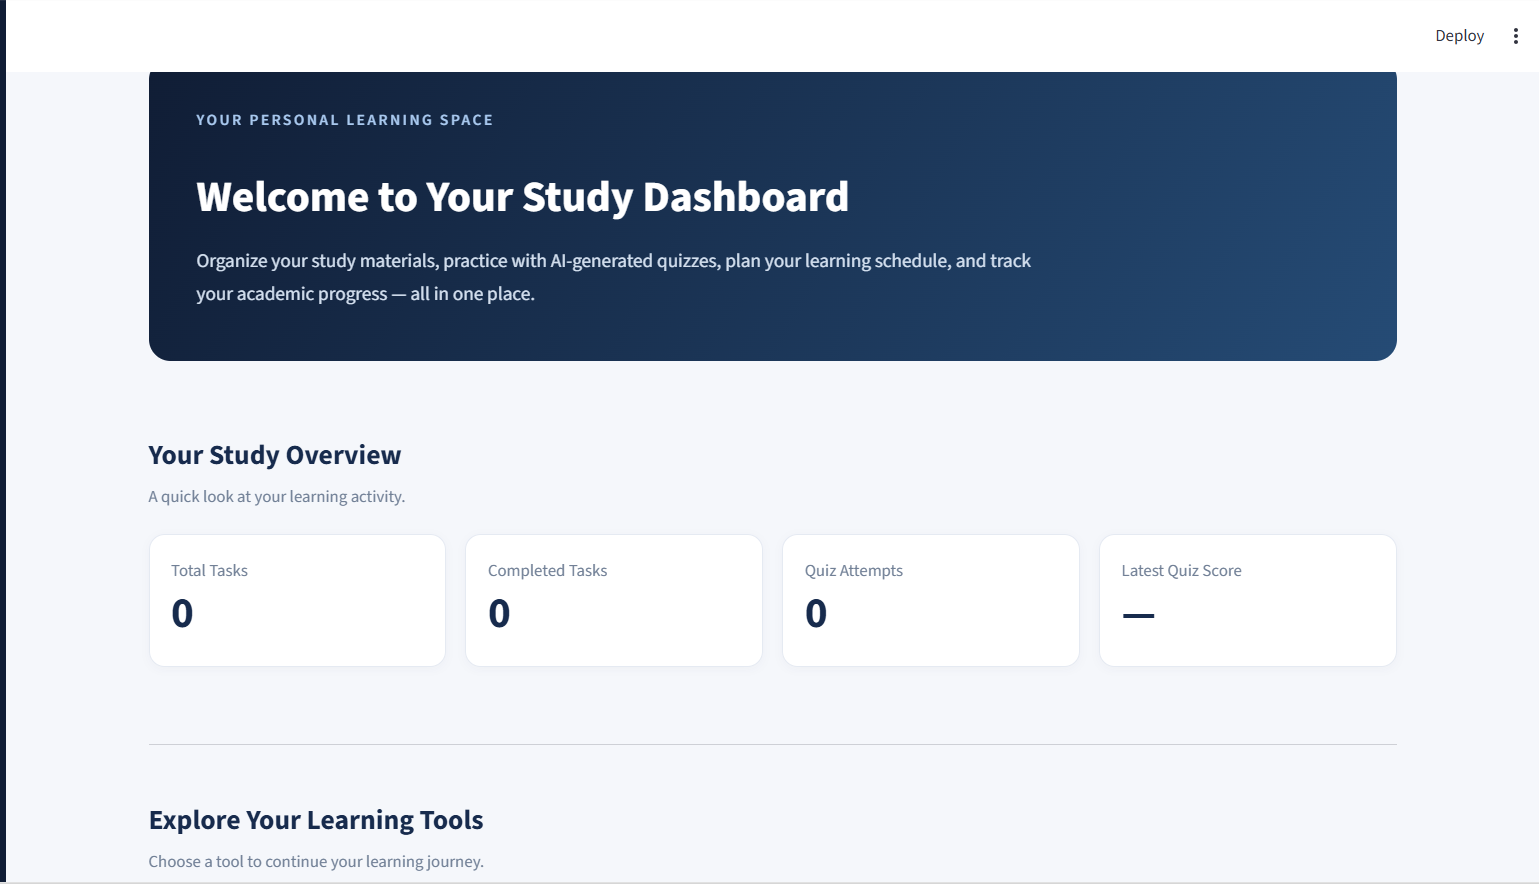 Deploy
YOUR PERSONAL LEARNING SPACE
Welcome to Your Study Dashboard
Organize your study materials, practice with AI-generated quizzes, plan your learning schedule, and track
your academic progress — all in one place.
Your Study Overview
A quick look at your learning activity.
Total Tasks
0
Completed Tasks
0
Quiz Attempts
0
Latest Quiz Score
—
Explore Your Learning Tools
Choose a tool to continue your learning journey.